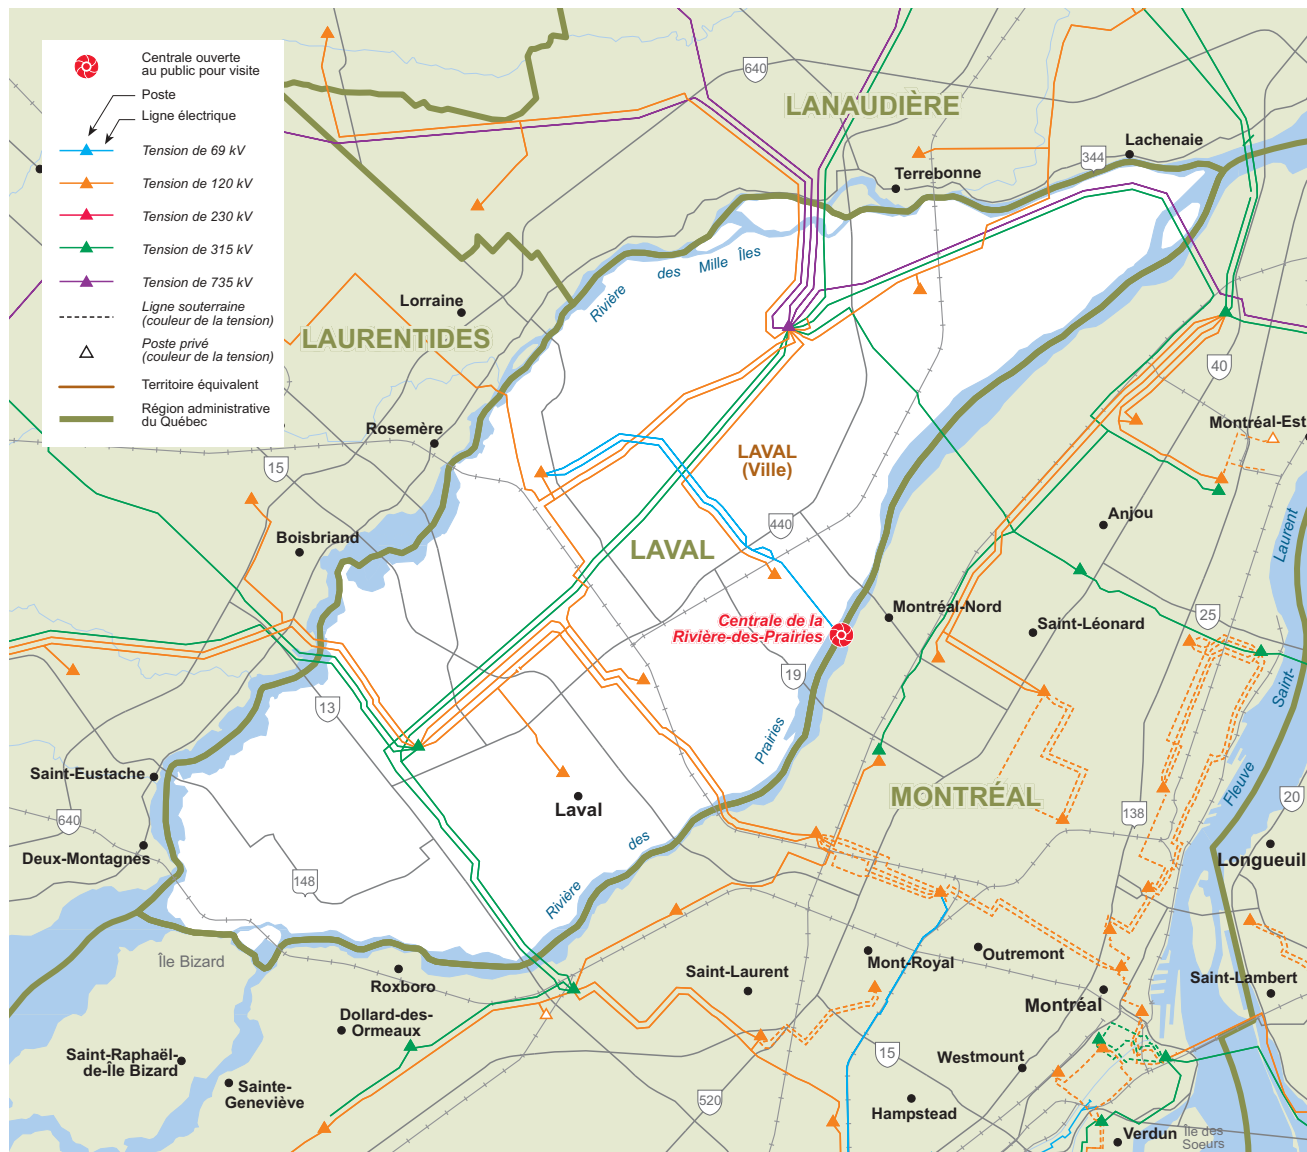 Centrale ouverte
au public pour visite
Poste
Ligne électrique
Tension de 69 kV
Tension de 120 kV
Tension de 230 kV
Tension de 315 kV
Tension de 735 kV
Ligne souterraine
(couleur de la tension)
Poste privé
(couleur de la tension)
Territoire équivalent
Région administrative
du Québec
640
LANAUDIÈRE
Lachenaie
344
Terrebonne
des Mille Îles
Rivière
Lorraine
LAURENTIDES
40
Rosemère
Montréal-Est
15
LAVAL
(Ville)
Anjou
440
Laurent
Boisbriand
LAVAL
Montréal-Nord
25
Centrale de la
Rivière-des-Prairies
Saint-Léonard
19
Saint-
13
Prairies
Saint-Eustache
Fleuve
MONTRÉAL
20
Laval
640
138
des
Deux-Montagnes
Longueuil
148
Rivière
Île Bizard
Mont-Royal
Outremont
Roxboro
Saint-Laurent
Saint-Lambert
Montréal
Dollard-des-
Ormeaux
15
Westmount
Saint-Raphaël-
de-Île Bizard
Sainte-
Geneviève
520
Hampstead
Verdun
Île des
Soeurs